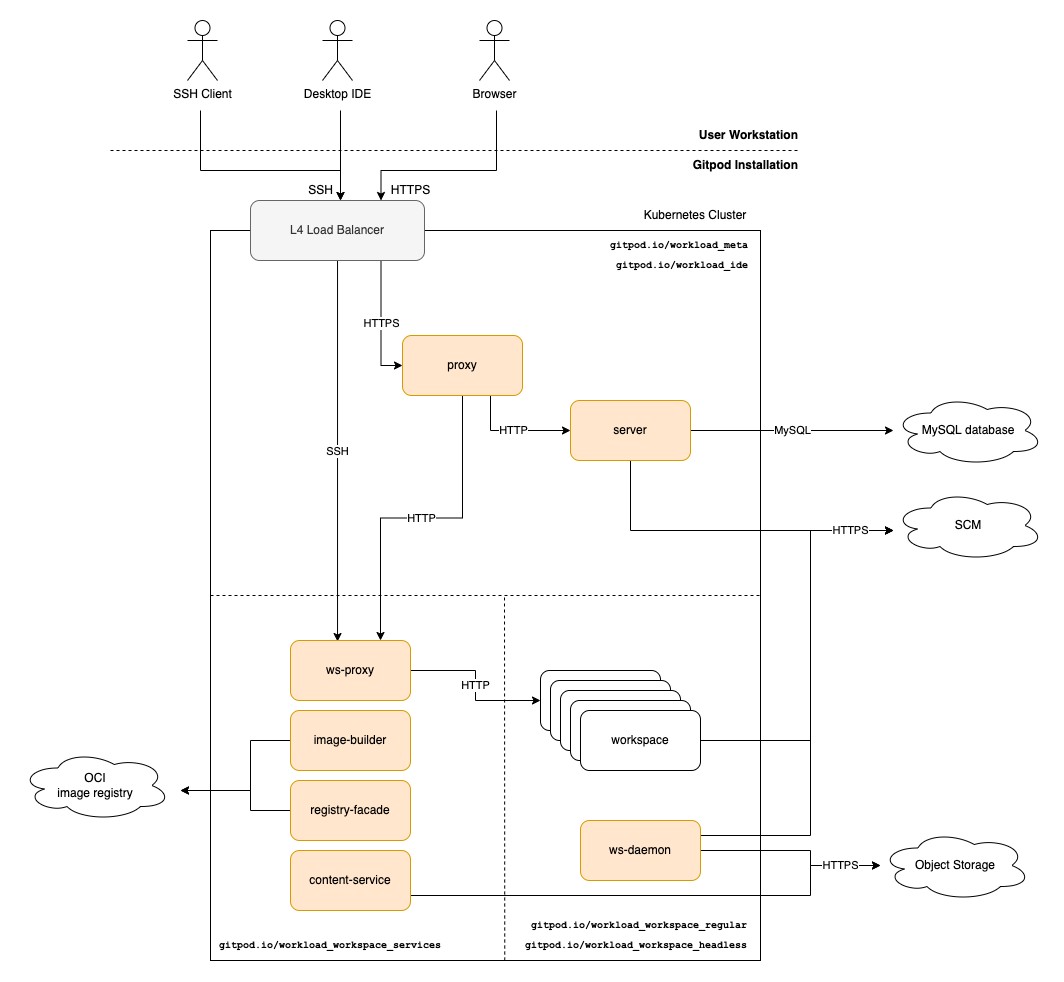 SSH Client
Desktop IDE
Browser
User Workstation
Gitpod Installation
SSH
HTTPS
Kubernetes Cluster
L4 Load Balancer
gitpod.io/workload_meta
gitpod.io/workload_ide
HTTPS
proxy
HTTP
server
MySQL
MySQL database
SSH
HTTP
HTTPS
SCM
ws-proxy
HTTP
image-builder
workspace
OCI
image registry
registry-facade
ws-daemon
HTTPS
Object Storage
content-service
gitpod.io/workload_workspace_regular
gitpod.io/workload_workspace_services
gitpod.io/workload_workspace_headless